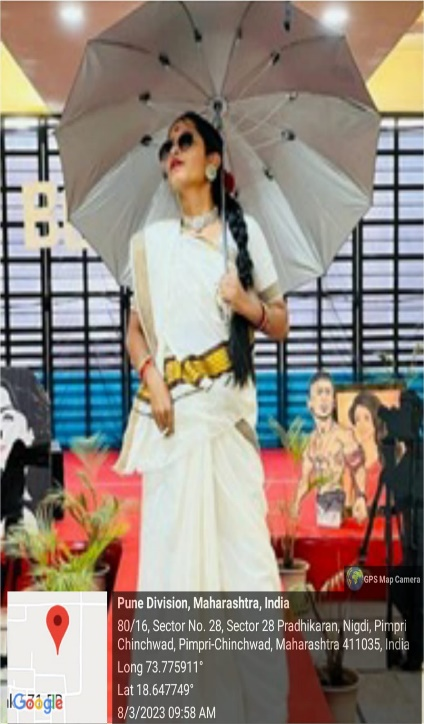 B
GPS Map Camera
Pune Division, Maharashtra, India
80/16, Sector No. 28, Sector 28 Pradhikaran, Nigdi, Pimpri
Chinchwad, Pimpri-Chinchwad, Maharashtra 411035, India
Long 73.775911°
Lat 18.647749°
8/3/2023 09:58 AM
Google